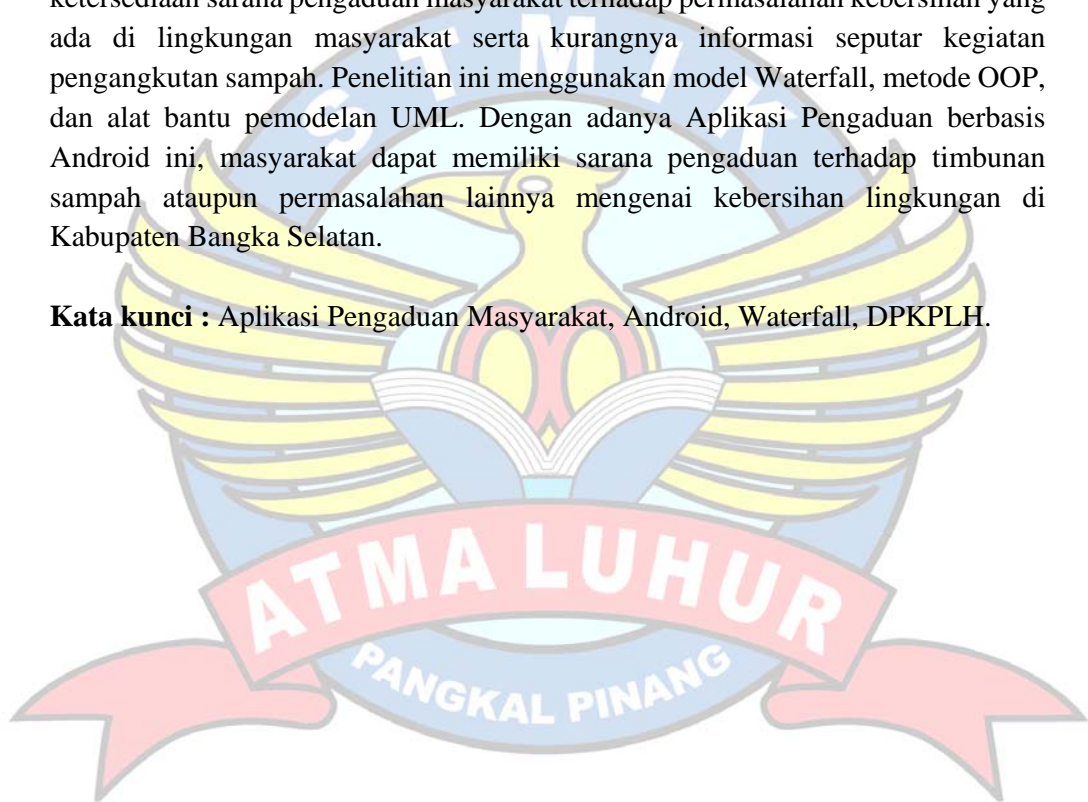 ketersediaan sarana pengaduan masyarakat terhadap permasalahan kebersihan yang
ada di lingkungan masyarakat serta kurangnya informasi seputar kegiatan
pengangkutan sampah. Penelitian ini menggunakan model Waterfall, metode OOP,
dan alat bantu pemodelan UML. Dengan adanya Aplikasi Pengaduan berbasis
Android ini, masyarakat dapat memiliki sarana pengaduan terhadap timbunan
sampah ataupun permasalahan lainnya mengenai kebersihan lingkungan di
Kabupaten Bangka Selatan.
Kata kunci : Aplikasi Pengaduan Masyarakat, Android, Waterfall, DPKPLH.
STMIK
ATMA LUHUR
PANGKAL PINANG